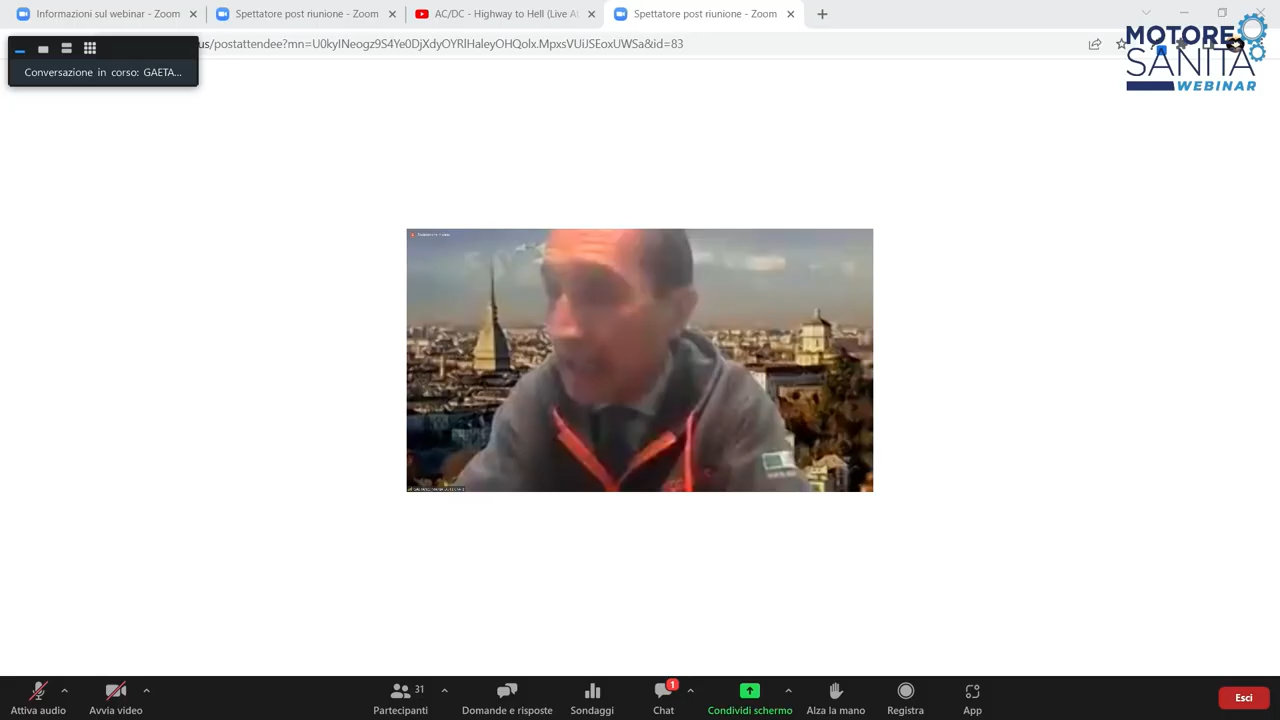 Informazioni sul webinar - Zoom
Spettatore post riunione - Zoom
AC/DC - Highway to Hell (Live At
Spettatore post riunione - Zoom
us/postattendee?mn=U0kyINeogz9S4Ye0DJXdyOYRlHaleyOHQolx.MpxsVUiJSEoxUWSa&id=83
Conversazione in corso: GAETA...
MOTORE
SANITA
WEBINAR
Attiva audio
Avvia video
Partecipanti
31
Domande e risposte
Sondaggi
Chat
1
Condividi schermo
Alza la mano
Registra
App
Esci